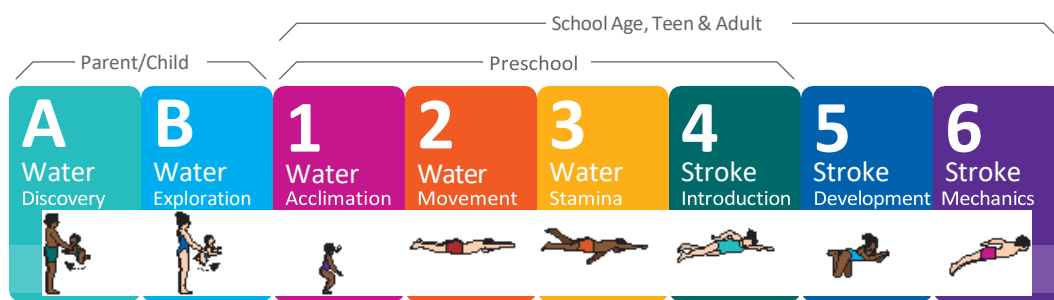 School Age, Teen & Adult
Parent/Child
Preschool
A
Water
Discovery
B
Water
Exploration
1
Water
Acclimation
2
Water
Movement
3
Water
Stamina
4
Stroke
Introduction
5
Stroke
Development
6
Stroke
Mechanics